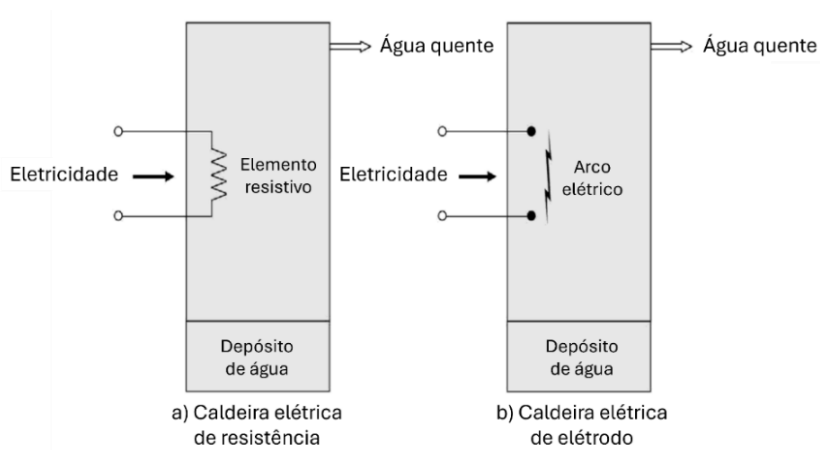 Água quente
Eletricidade
Elemento
resistivo
Depósito
de água
a) Caldeira elétrica
de resistência
Água quente
Eletricidade
Arco
elétrico
Depósito
de água
b) Caldeira elétrica
de elétrodo